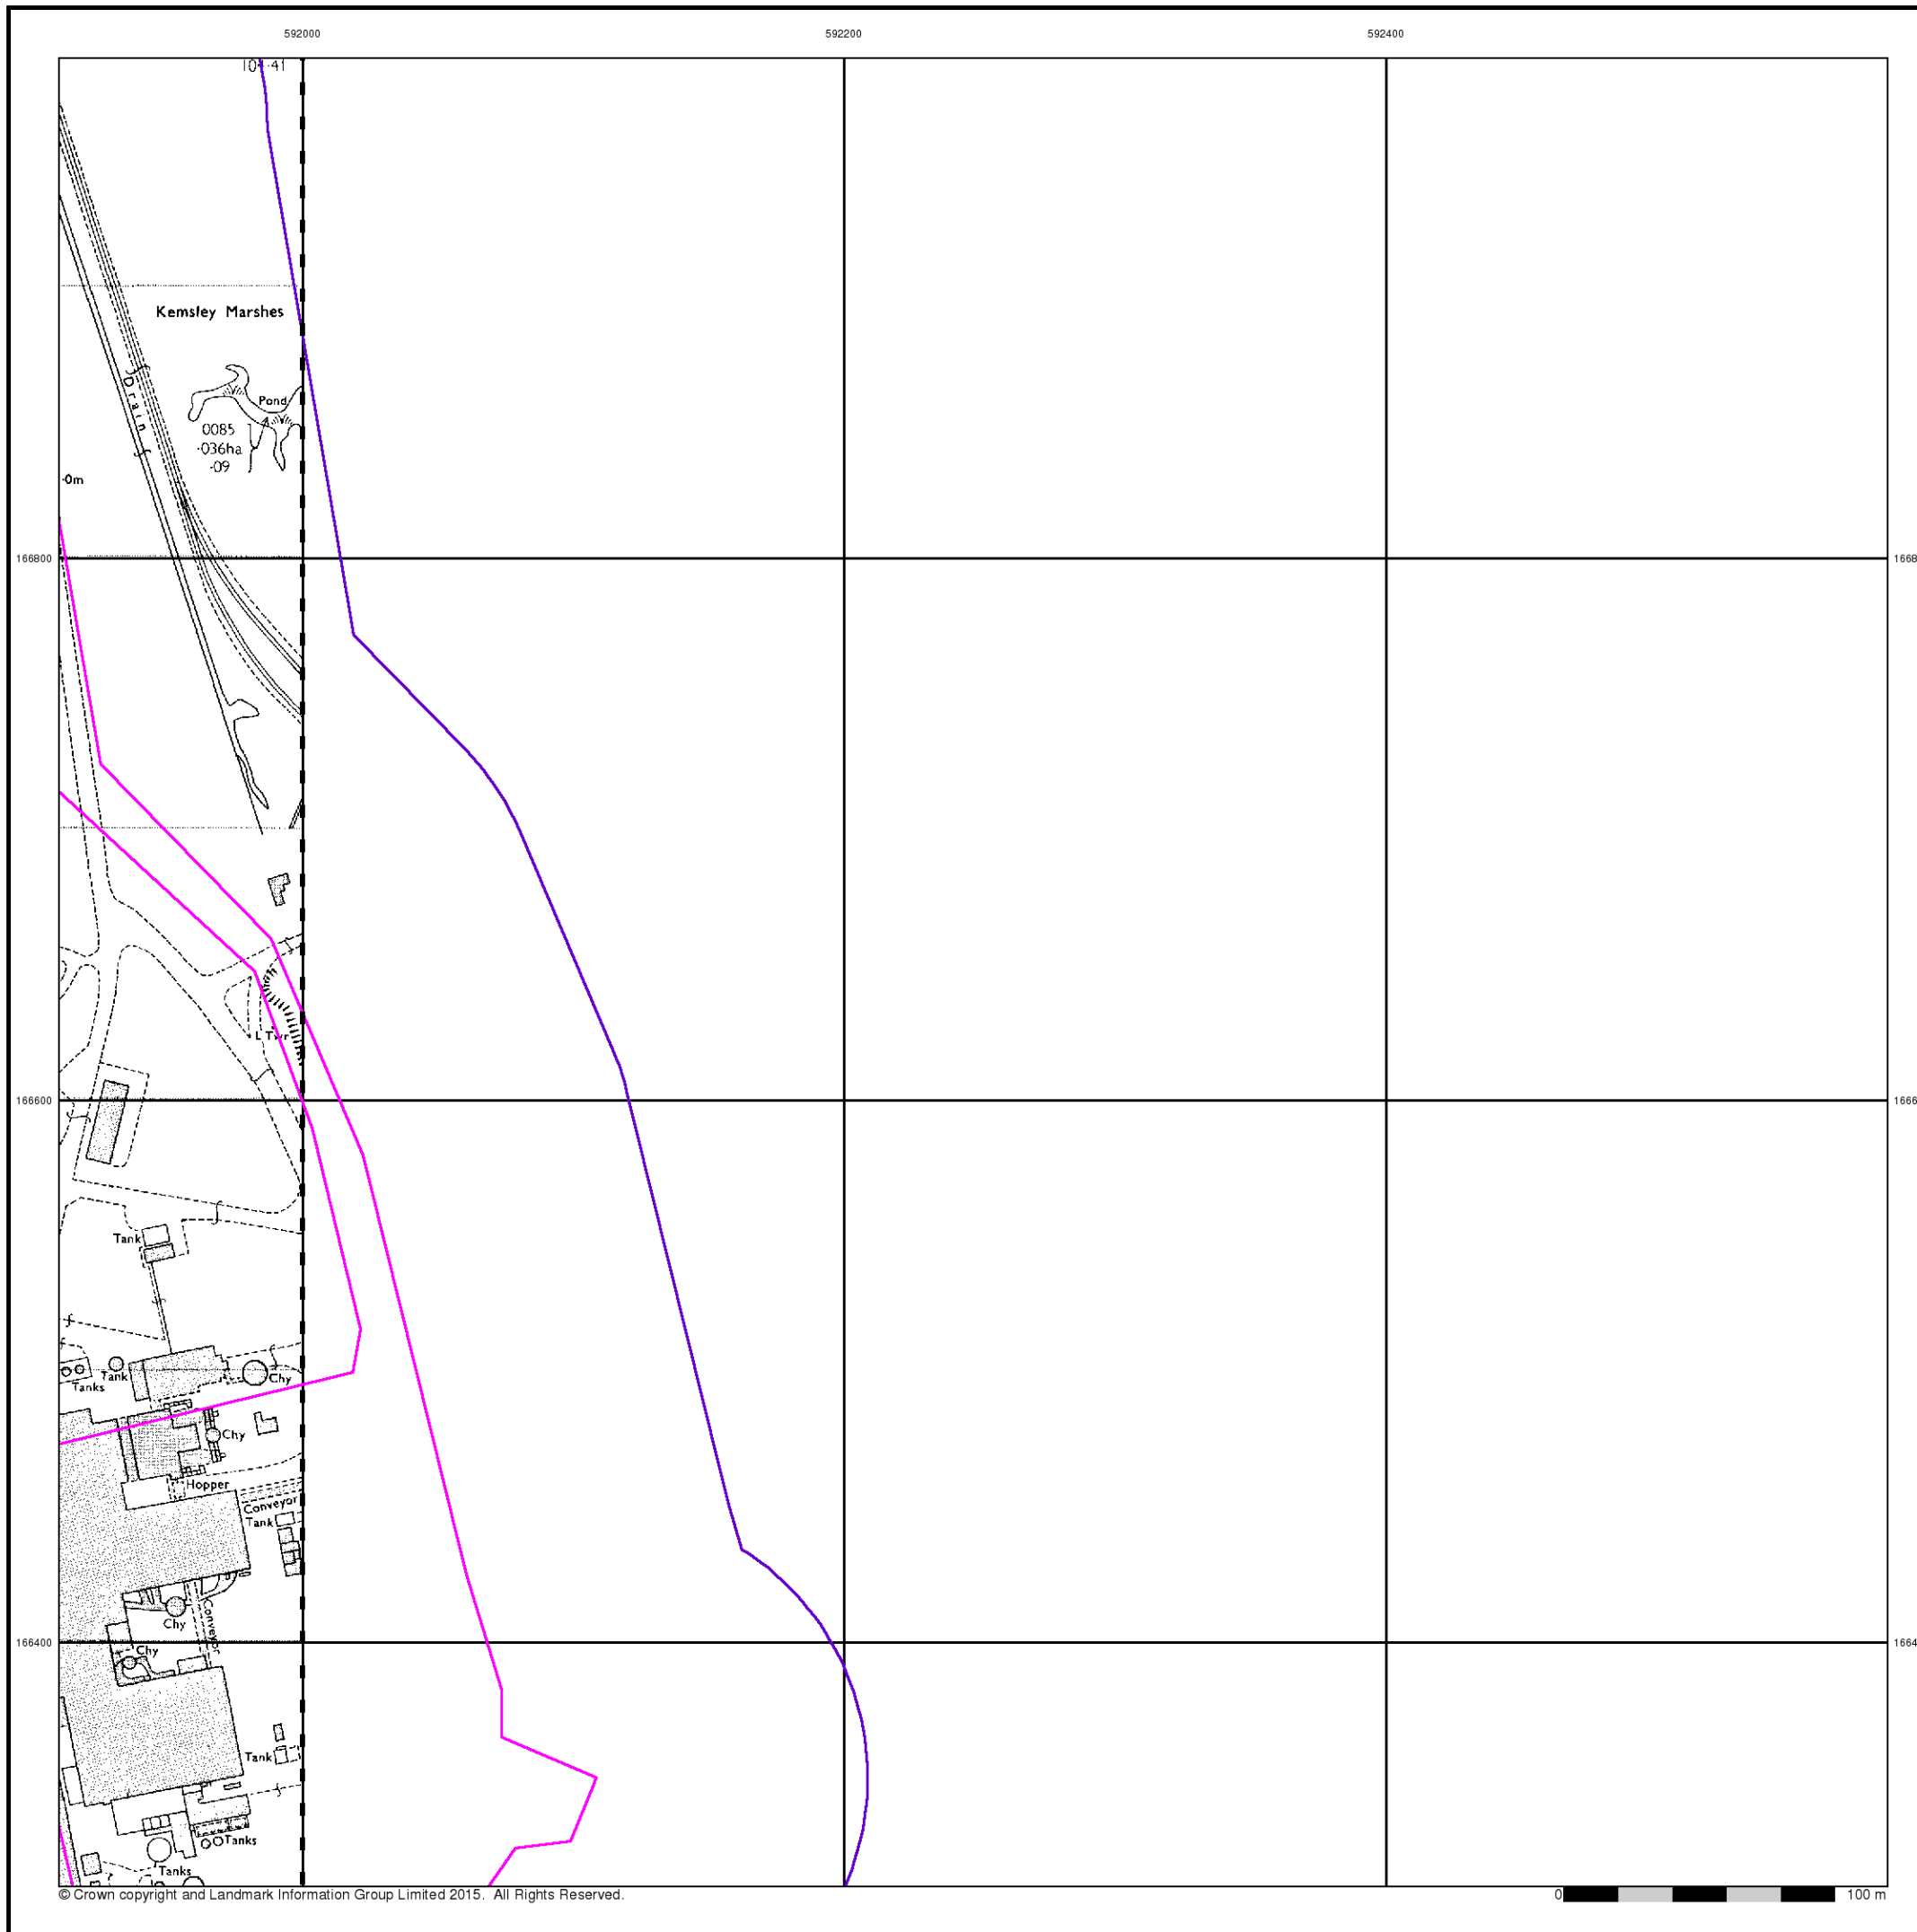 592000 592200 592400
104·41
Kemsley Marshes
Pond
Drain
0085
·036ha
·09
·0m
166800 1668
L Twr
166600 1666
Tank
Tanks
Tank
Chy
Chy
Hopper
Conveyor
Tank
Chy
Conveyor
166400 1664
Chy
Tank
Tanks
Tanks
© Crown copyright and Landmark Information Group Limited 2015. All Rights Reserved.
0 100 m